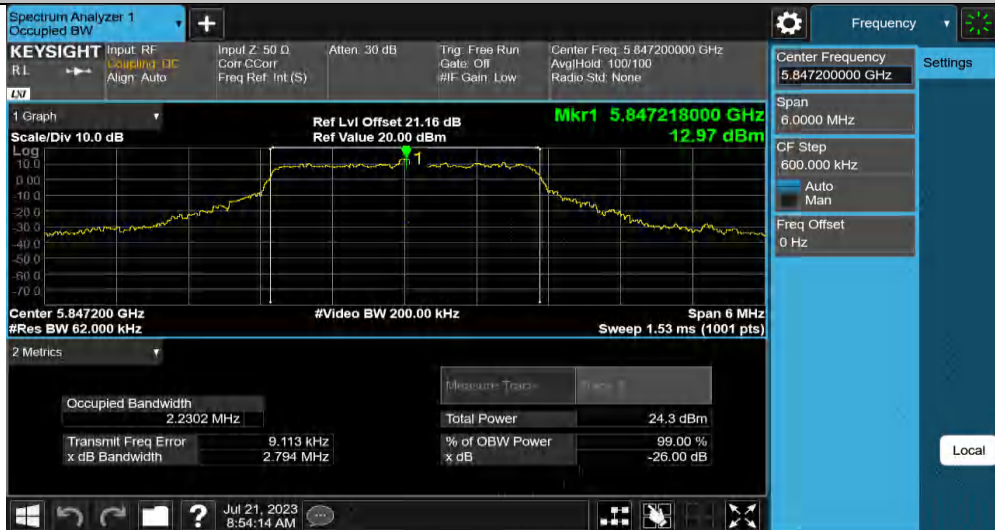 Spectrum Analyzer 1
Occupied BW
+
Frequency
KEYSIGHT
RL
LXI
Input: RF
Coupling: DC
Align: Auto
Input Z: 50 Ω
Corr CCorr
Freq Ref: Int (S)
Atten: 30 dB
Trig: Free Run
Gate: Off
#IF Gain: Low
Center Freq: 5.847200000 GHz
Avg|Hold: 100/100
Radio Std: None
Center Frequency
5.847200000 GHz
Settings
Span
6.0000 MHz
CF Step
600.000 kHz
Auto
Man
Freq Offset
0 Hz
1 Graph
Scale/Div 10.0 dB
Ref Lvl Offset 21.16 dB
Ref Value 20.00 dBm
Mkr1 5.847218000 GHz
12.97 dBm
Log
10.0
0.00
-10.0
-20.0
-30.0
-40.0
-50.0
-60.0
-70.0
1
Center 5.847200 GHz
#Video BW 200.00 kHz
Span 6 MHz
#Res BW 62.000 kHz
Sweep 1.53 ms (1001 pts)
2 Metrics
Measure Trace
Occupied Bandwidth
2.2302 MHz
Total Power 24.3 dBm
Transmit Freq Error 9.113 kHz
% of OBW Power 99.00 %
x dB Bandwidth 2.794 MHz
x dB -26.00 dB
Local
?
Jul 21, 2023
8:54:14 AM